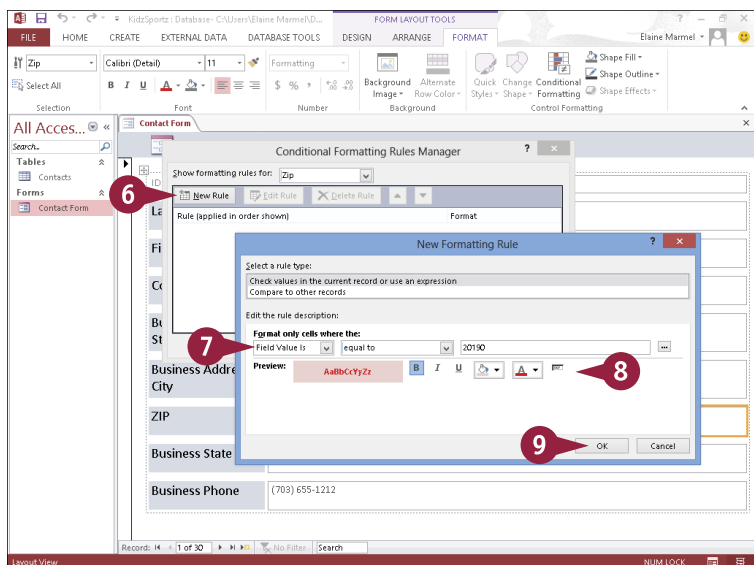 KidzSportz : Database- C:\Users\Elaine Marmel\D...
FORM LAYOUT TOOLS
FILE HOME CREATE EXTERNAL DATA DATABASE TOOLS DESIGN ARRANGE FORMAT Elaine Marmel
Zip
Calibri (Detail) 11
Formatting
Select All
B I U A
$ % ,
Background Image
Alternate Row Color
Quick Styles
Change Shape
Conditional Formatting
Shape Fill
Shape Outline
Shape Effects
Selection Font Number Background Control Formatting
All Acces...
Search..
Tables
Contacts
Forms
Contact Form
Contact Form
Conditional Formatting Rules Manager ?
Show formatting rules for: Zip
6
New Rule Edit Rule Delete Rule
Rule (applied in order shown) Format
ID
La
Fi
Co
Bu
St
New Formatting Rule ?
Select a rule type:
Check values in the current record or use an expression
Compare to other records
Edit the rule description:
Format only cells where the:
7
Field Value Is equal to 20190 ...
Preview: AaBbCcYyZz B I U A
8
9
OK Cancel
Business Addre
City
ZIP
Business State
Business Phone (703) 655-1212
Record: 1 of 30 No Filter Search
Layout View NUM LOCK